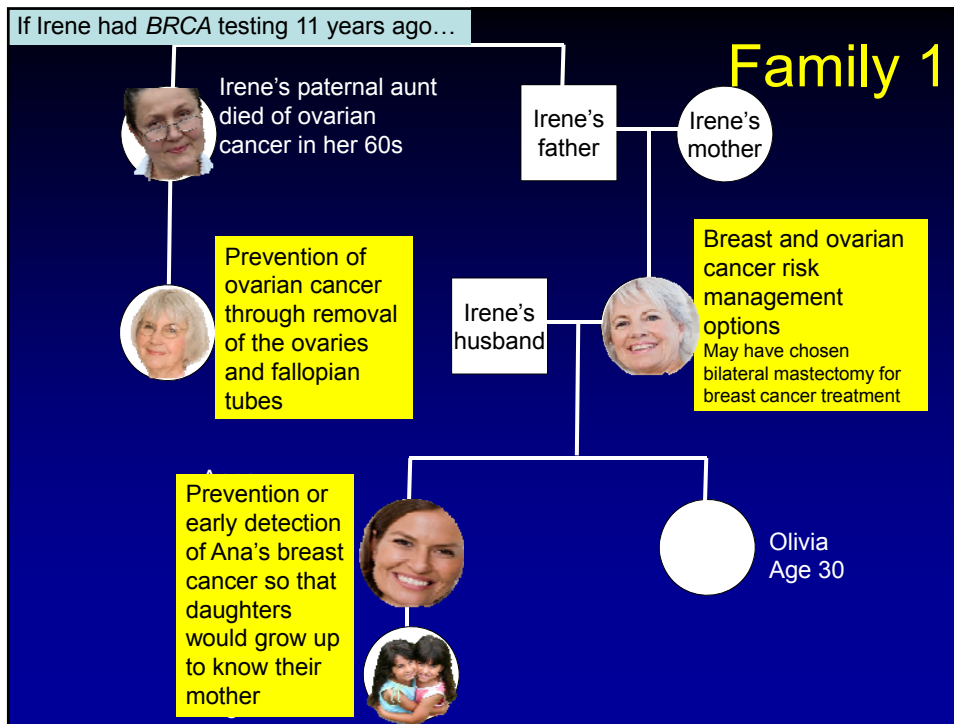 If Irene had BRCA testing 11 years ago…
Family 1
Irene’s paternal aunt
died of ovarian
cancer in her 60s
Irene’s
father
Irene’s
mother
Prevention of
ovarian cancer
through removal
of the ovaries
and fallopian
tubes
Irene’s
husband
Breast and ovarian
cancer risk
management
options
May have chosen
bilateral mastectomy for
breast cancer treatment
Prevention or
early detection
of Ana’s breast
cancer so that
daughters
would grow up
to know their
mother
Olivia
Age 30